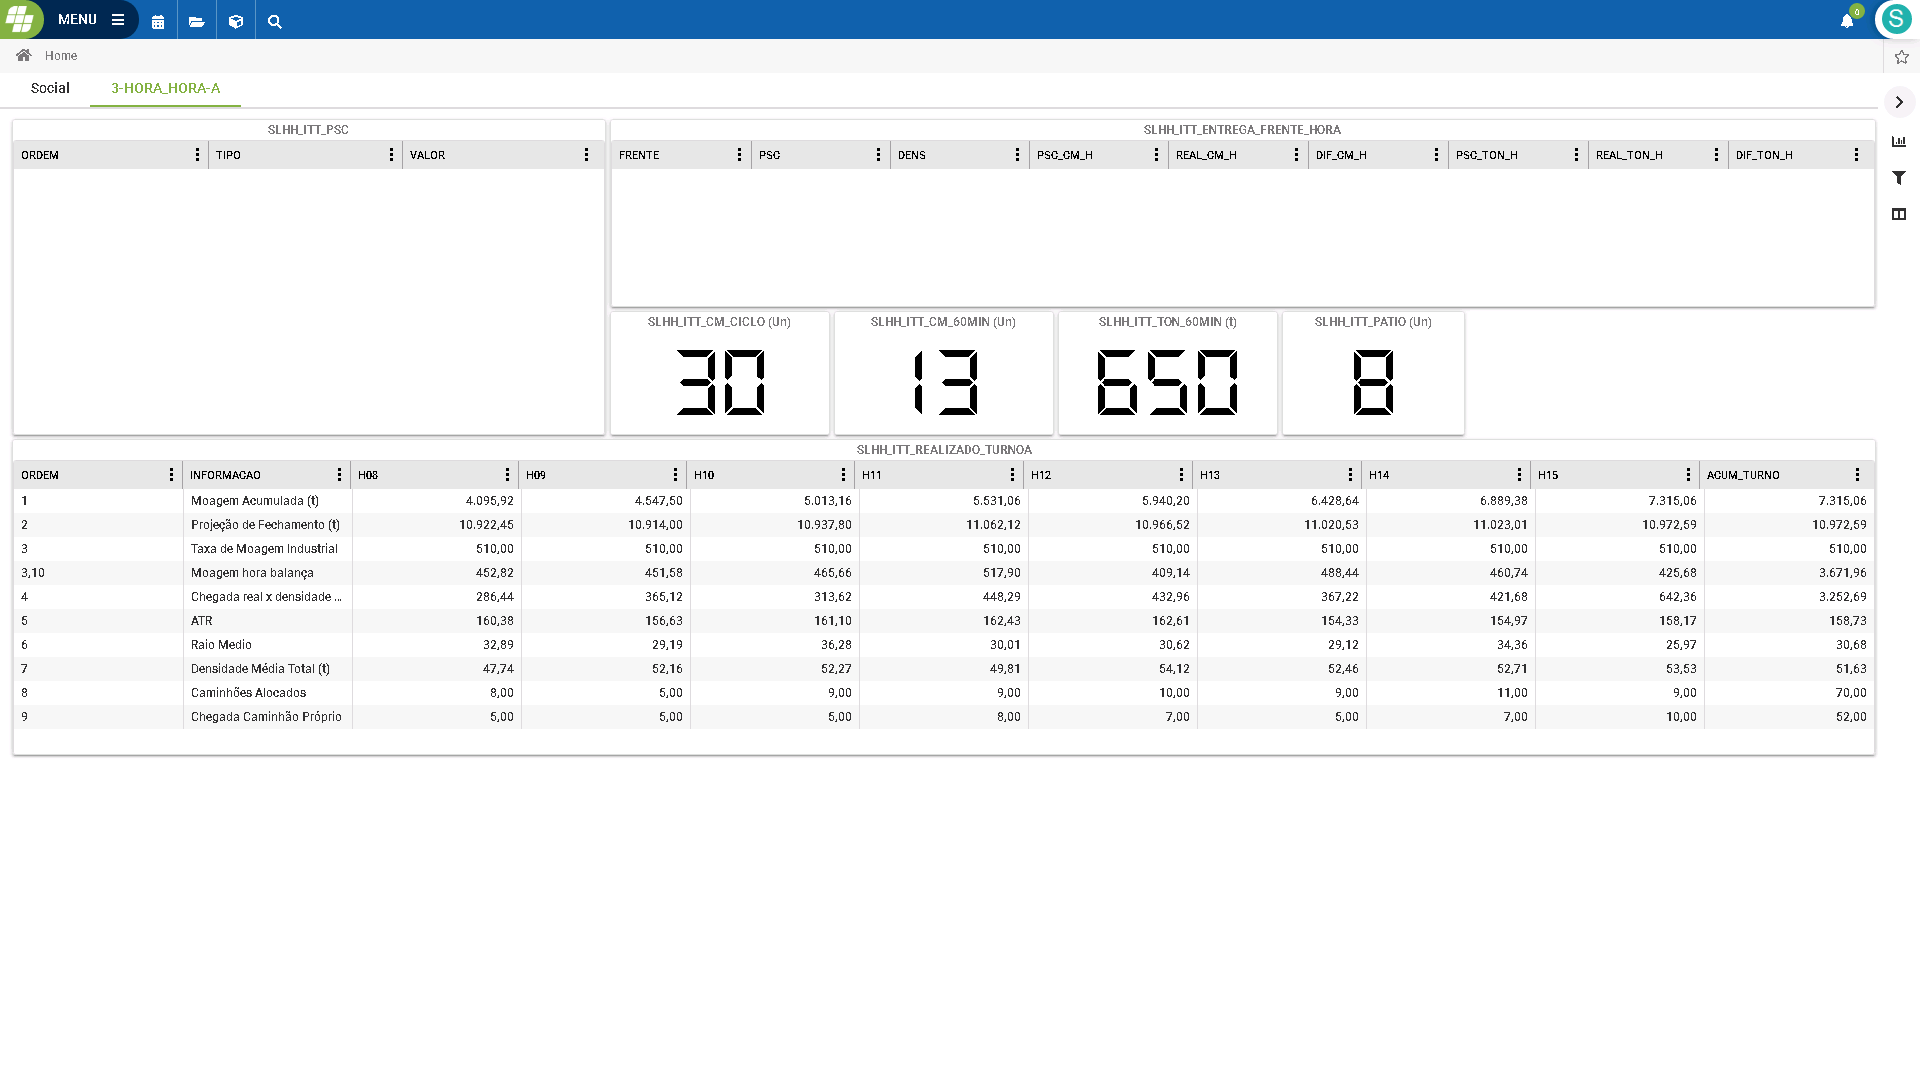 MENU
0
S
Home
Social 3-HORA_HORA-A
SLHH_ITT_PSC
ORDEM TIPO VALOR
SLHH_ITT_ENTREGA_FRENTE_HORA
FRENTE PSC DENS PSC_CM_H REAL_CM_H DIF_CM_H PSC_TON_H REAL_TON_H DIF_TON_H
SLHH_ITT_CM_CICLO (Un)
30
SLHH_ITT_CM_60MIN (Un)
13
SLHH_ITT_TON_60MIN (t)
650
SLHH_ITT_PATIO (Un)
8
SLHH_ITT_REALIZADO_TURNOA
ORDEM INFORMACAO H08 H09 H10 H11 H12 H13 H14 H15 ACUM_TURNO
1 Moagem Acumulada (t) 4.095,92 4.547,50 5.013,16 5.531,06 5.940,20 6.428,64 6.889,38 7.315,06 7.315,06
2 Projeção de Fechamento (t) 10.922,45 10.914,00 10.937,80 11.062,12 10.966,52 11.020,53 11.023,01 10.972,59 10.972,59
3 Taxa de Moagem Industrial 510,00 510,00 510,00 510,00 510,00 510,00 510,00 510,00 510,00
3,10 Moagem hora balança 452,82 451,58 465,66 517,90 409,14 488,44 460,74 425,68 3.671,96
4 Chegada real x densidade ... 286,44 365,12 313,62 448,29 432,96 367,22 421,68 642,36 3.252,69
5 ATR 160,38 156,63 161,10 162,43 162,61 154,33 154,97 158,17 158,73
6 Raio Medio 32,89 29,19 36,28 30,01 30,62 29,12 34,36 25,97 30,68
7 Densidade Média Total (t) 47,74 52,16 52,27 49,81 54,12 52,46 52,71 53,53 51,63
8 Caminhões Alocados 8,00 5,00 9,00 9,00 10,00 9,00 11,00 9,00 70,00
9 Chegada Caminhão Próprio 5,00 5,00 5,00 8,00 7,00 5,00 7,00 10,00 52,00